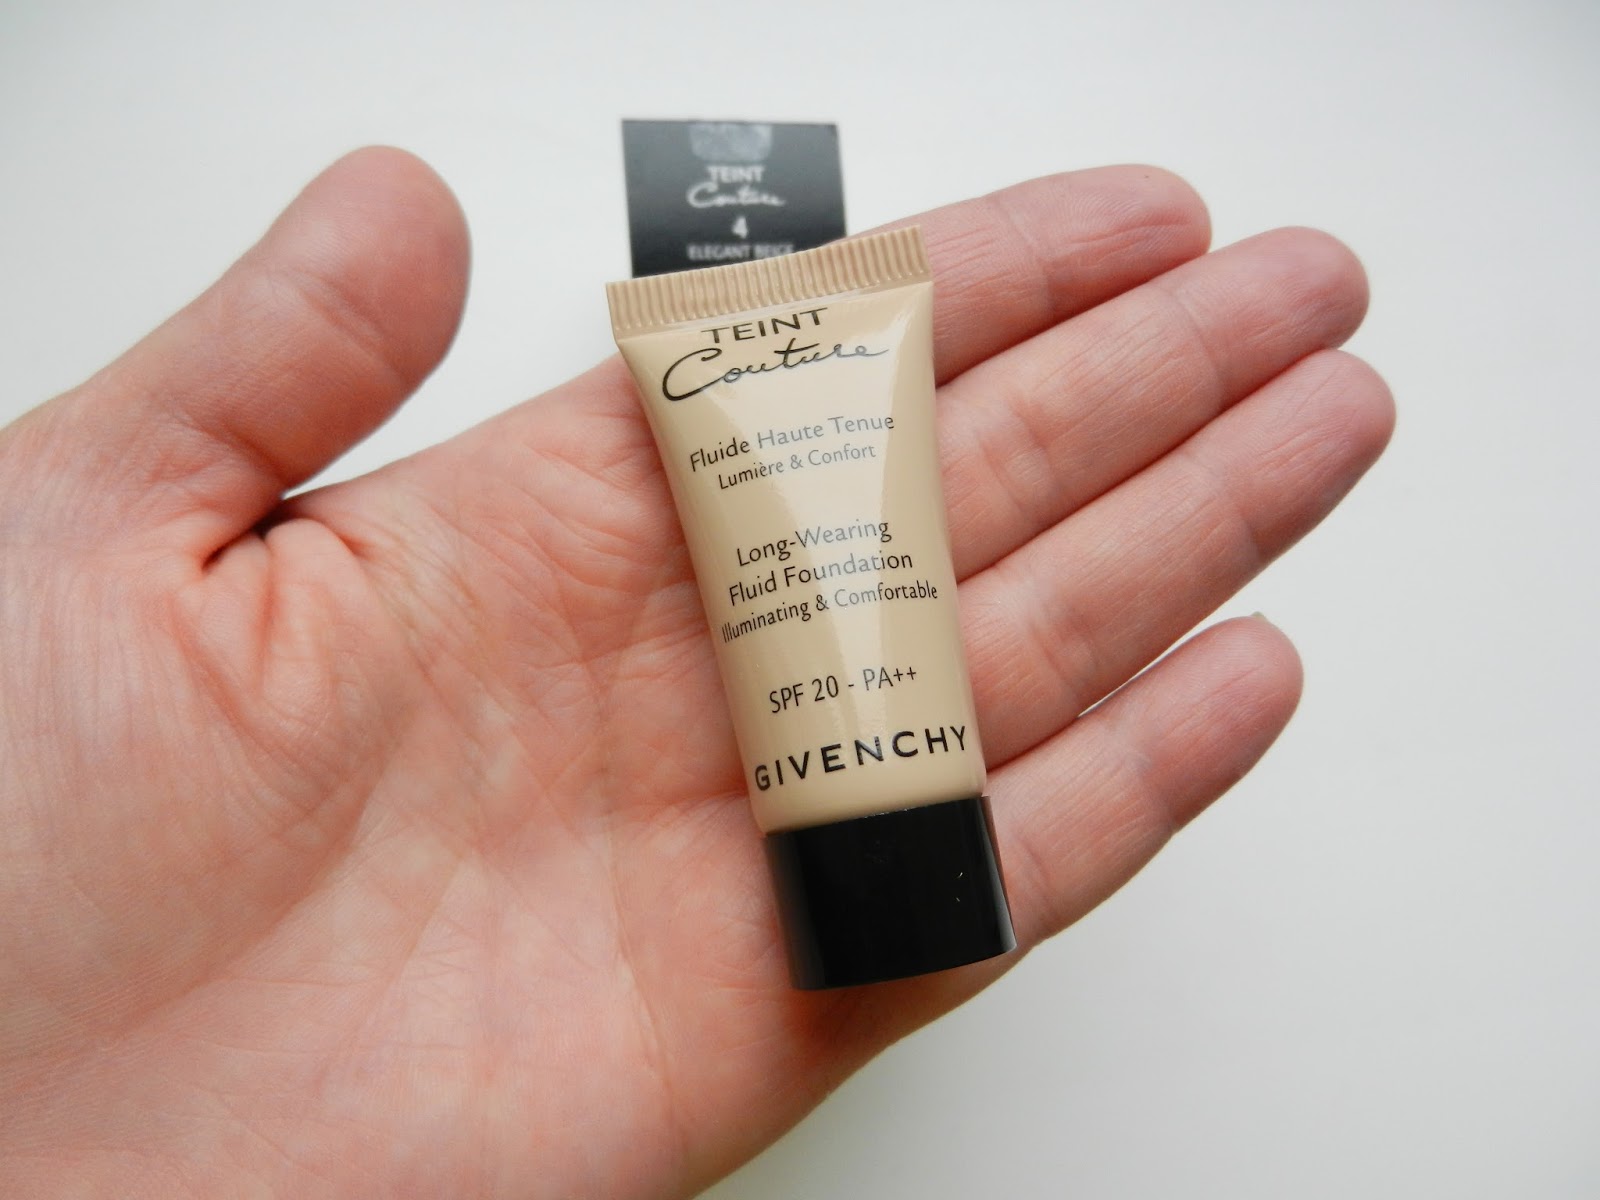 TEINT
Couture
4
ELEGANT BEIGE
TEINT
Couture
Fluide Haute Tenue
Lumière & Confort
Long-Wearing
Fluid Foundation
Illuminating & Comfortable
SPF 20 - PA++
GIVENCHY